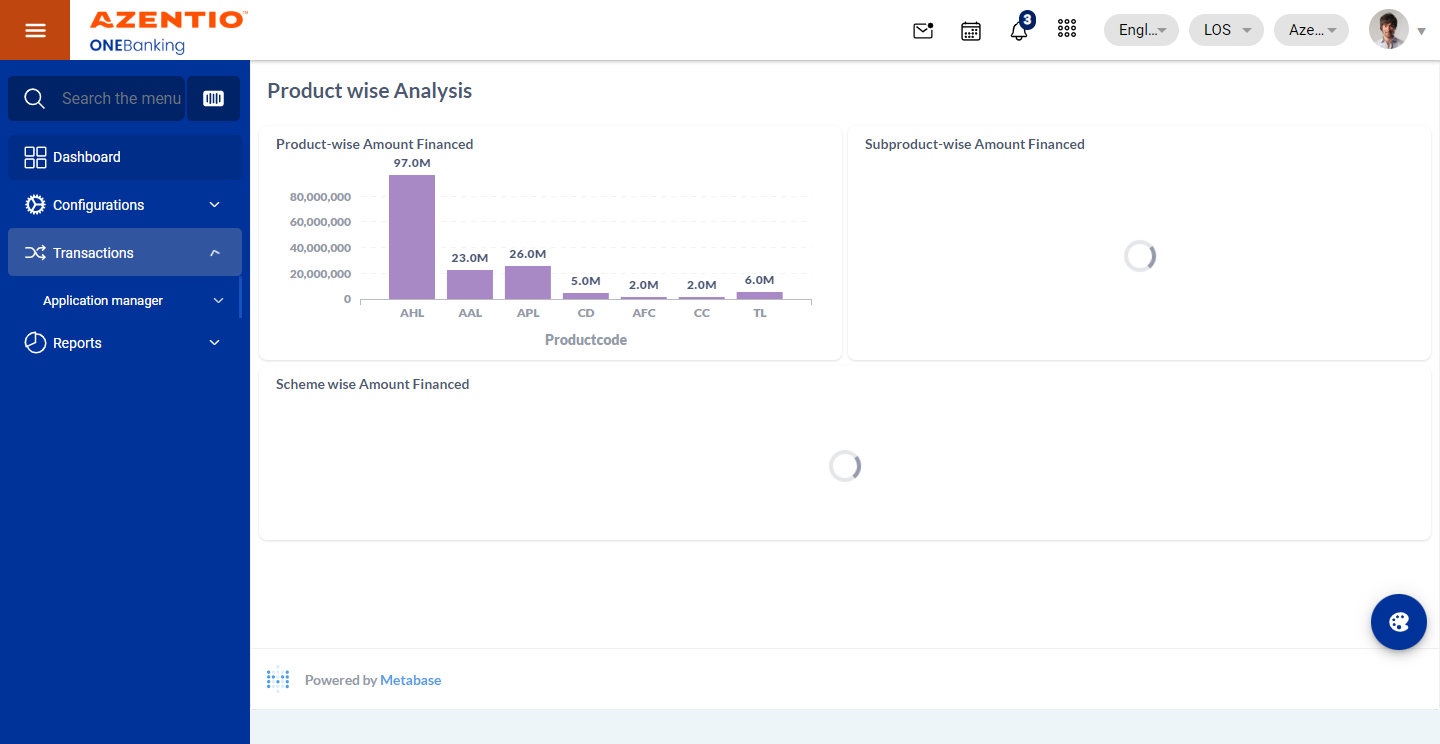 AZENTIO™
ONEBanking
3
Engl...
LOS
Aze...
Search the menu
Dashboard
Configurations
Transactions
Application manager
Reports
Product wise Analysis
Product-wise Amount Financed
97.0M
80,000,000
60,000,000
40,000,000
20,000,000
0
23.0M
26.0M
5.0M
2.0M
2.0M
6.0M
AHL
AAL
APL
CD
AFC
CC
TL
Productcode
Subproduct-wise Amount Financed
Scheme wise Amount Financed
Powered by Metabase